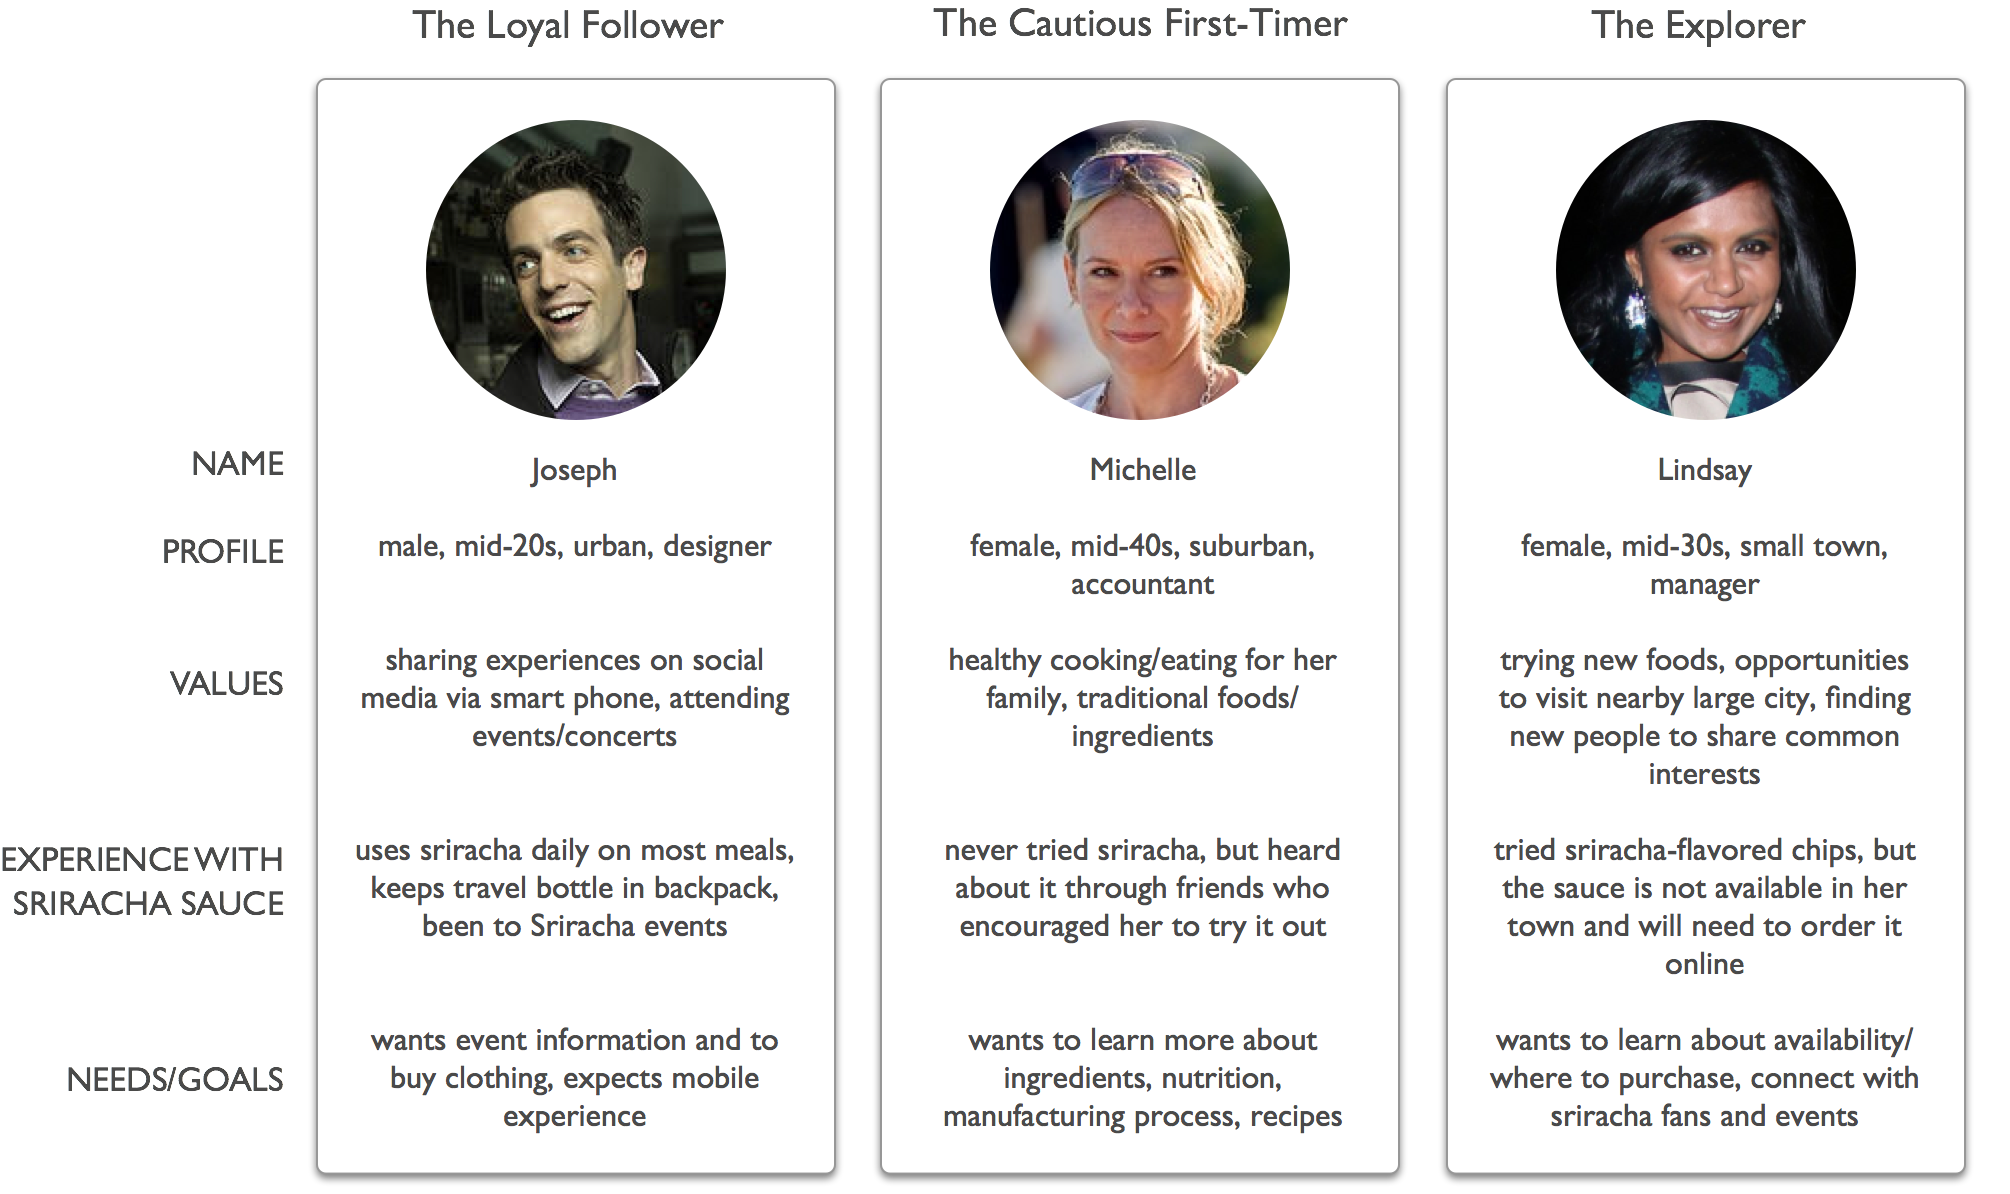 The Loyal Follower
The Cautious First-Timer
The Explorer
NAME
Joseph
Michelle
Lindsay
PROFILE
male, mid-20s, urban, designer
female, mid-40s, suburban,
accountant
female, mid-30s, small town,
manager
VALUES
sharing experiences on social
media via smart phone, attending
events/concerts
healthy cooking/eating for her
family, traditional foods/
ingredients
trying new foods, opportunities
to visit nearby large city, finding
new people to share common
interests
EXPERIENCE WITH
SRIRACHA SAUCE
uses sriracha daily on most meals,
keeps travel bottle in backpack,
been to Sriracha events
never tried sriracha, but heard
about it through friends who
encouraged her to try it out
tried sriracha-flavored chips, but
the sauce is not available in her
town and will need to order it
online
NEEDS/GOALS
wants event information and to
buy clothing, expects mobile
experience
wants to learn more about
ingredients, nutrition,
manufacturing process, recipes
wants to learn about availability/
where to purchase, connect with
sriracha fans and events